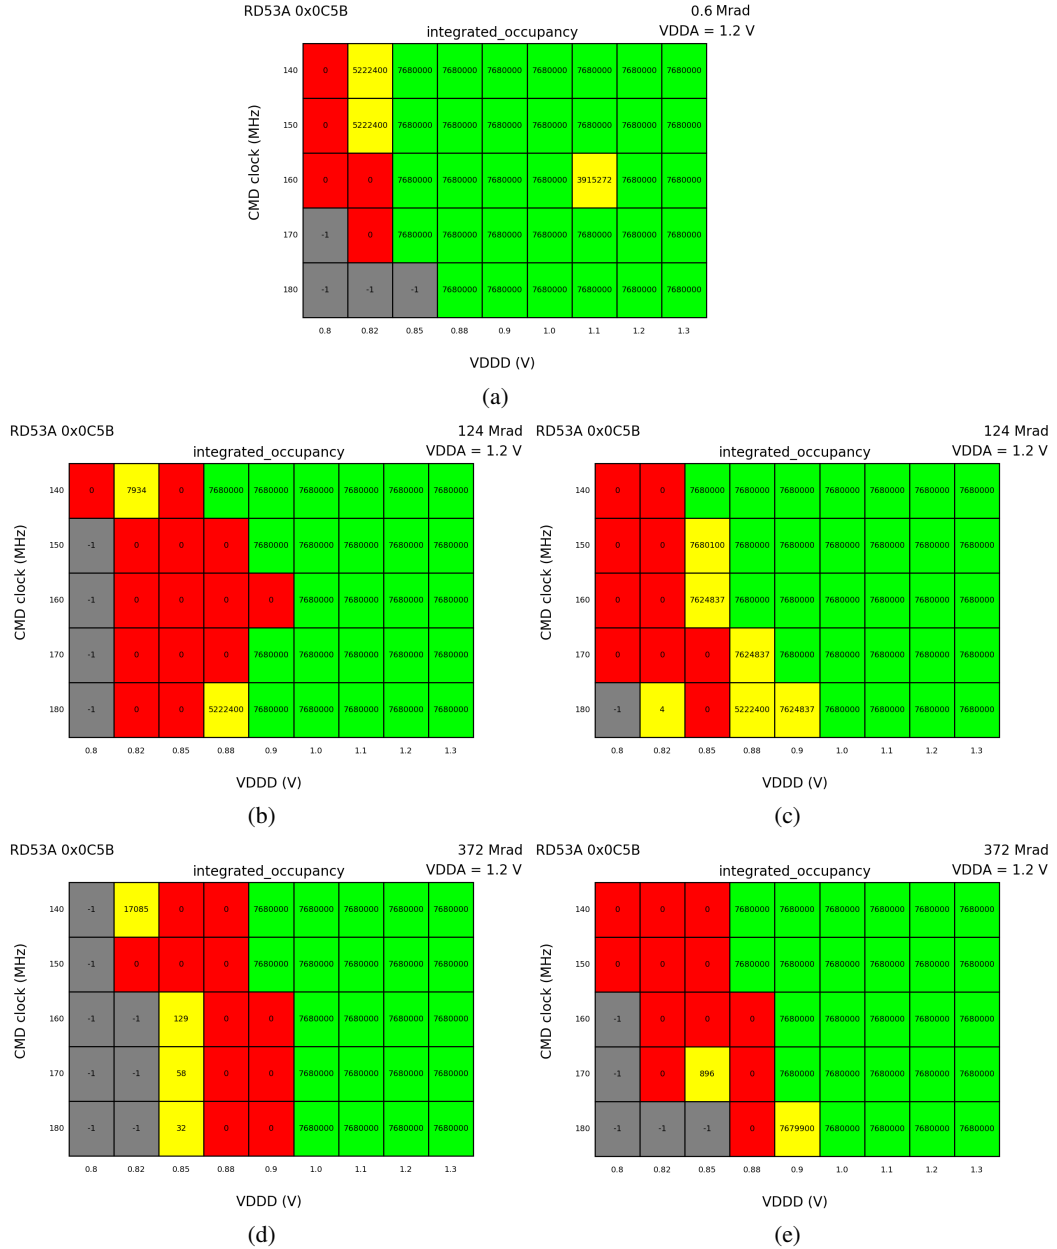 RD53A 0x0C5B 0.6 Mrad
integrated_occupancy VDDA = 1.2 V
CMD clock (MHz)
140 0 5222400 7680000 7680000 7680000 7680000 7680000 7680000 7680000
150 0 5222400 7680000 7680000 7680000 7680000 7680000 7680000 7680000
160 0 0 7680000 7680000 7680000 7680000 3915272 7680000 7680000
170 -1 0 7680000 7680000 7680000 7680000 7680000 7680000 7680000
180 -1 -1 -1 7680000 7680000 7680000 7680000 7680000 7680000
0.8 0.82 0.85 0.88 0.9 1.0 1.1 1.2 1.3
VDDD (V)
(a)
RD53A 0x0C5B 124 Mrad
integrated_occupancy VDDA = 1.2 V
CMD clock (MHz)
140 0 7934 0 7680000 7680000 7680000 7680000 7680000 7680000
150 -1 0 0 0 7680000 7680000 7680000 7680000 7680000
160 -1 0 0 0 0 7680000 7680000 7680000 7680000
170 -1 0 0 0 7680000 7680000 7680000 7680000 7680000
180 -1 0 0 5222400 7680000 7680000 7680000 7680000 7680000
0.8 0.82 0.85 0.88 0.9 1.0 1.1 1.2 1.3
VDDD (V)
(b)
RD53A 0x0C5B 124 Mrad
integrated_occupancy VDDA = 1.2 V
CMD clock (MHz)
140 0 0 7680000 7680000 7680000 7680000 7680000 7680000 7680000
150 0 0 7680100 7680000 7680000 7680000 7680000 7680000 7680000
160 0 0 7624837 7680000 7680000 7680000 7680000 7680000 7680000
170 0 0 0 7624837 7680000 7680000 7680000 7680000 7680000
180 -1 4 0 5222400 7624837 7680000 7680000 7680000 7680000
0.8 0.82 0.85 0.88 0.9 1.0 1.1 1.2 1.3
VDDD (V)
(c)
RD53A 0x0C5B 372 Mrad
integrated_occupancy VDDA = 1.2 V
CMD clock (MHz)
140 -1 17085 0 0 7680000 7680000 7680000 7680000 7680000
150 -1 0 0 0 7680000 7680000 7680000 7680000 7680000
160 -1 -1 129 0 0 7680000 7680000 7680000 7680000
170 -1 -1 58 0 0 7680000 7680000 7680000 7680000
180 -1 -1 32 0 0 7680000 7680000 7680000 7680000
0.8 0.82 0.85 0.88 0.9 1.0 1.1 1.2 1.3
VDDD (V)
(d)
RD53A 0x0C5B 372 Mrad
integrated_occupancy VDDA = 1.2 V
CMD clock (MHz)
140 0 0 0 7680000 7680000 7680000 7680000 7680000 7680000
150 0 0 0 7680000 7680000 7680000 7680000 7680000 7680000
160 -1 0 0 0 7680000 7680000 7680000 7680000 7680000
170 -1 0 896 0 7680000 7680000 7680000 7680000 7680000
180 -1 -1 -1 0 7679900 7680000 7680000 7680000 7680000
0.8 0.82 0.85 0.88 0.9 1.0 1.1 1.2 1.3
VDDD (V)
(e)